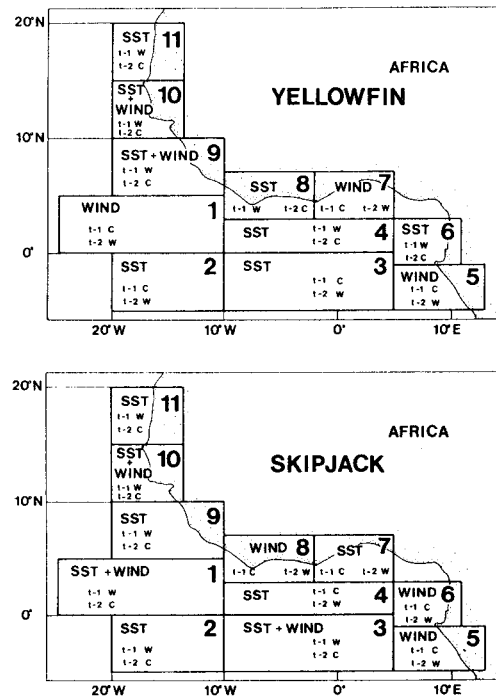 20°N
SST 11
t-1 W
t-2 C
AFRICA
SST
+
WIND
10
t-1 W
t-2 C
YELLOWFIN
10°N
SST + WIND 9
t-1 W
t-2 C
SST 8
t-1 W t-2 C
WIND 7
t-1 C t-2 W
WIND 1
t-1 C
t-2 W
SST 4
t-1 W
t-2 C
SST 6
t-1 W
t-2 C
0°
SST 2
t-1 W
t-2 C
SST 3
t-1 C
t-2 W
WIND 5
t-1 C
t-2 W
20°W 10°W 0° 10°E
20°N
SST 11
t-1 W
t-2 C
AFRICA
SST
+
WIND
10
t-1 W
t-2 C
SKIPJACK
10°N
SST 9
t-1 W
t-2 C
WIND 8
t-1 C t-2 W
SST 7
t-1 C t-2 W
SST + WIND 1
t-1 W
t-2 C
SST 4
t-1 W
t-2 C
WIND 6
t-1 C
t-2 W
0°
SST 2
t-1 W
t-2 C
SST + WIND 3
t-1 W
t-2 C
WIND 5
t-1 C
t-2 W
20°W 10°W 0° 10°E